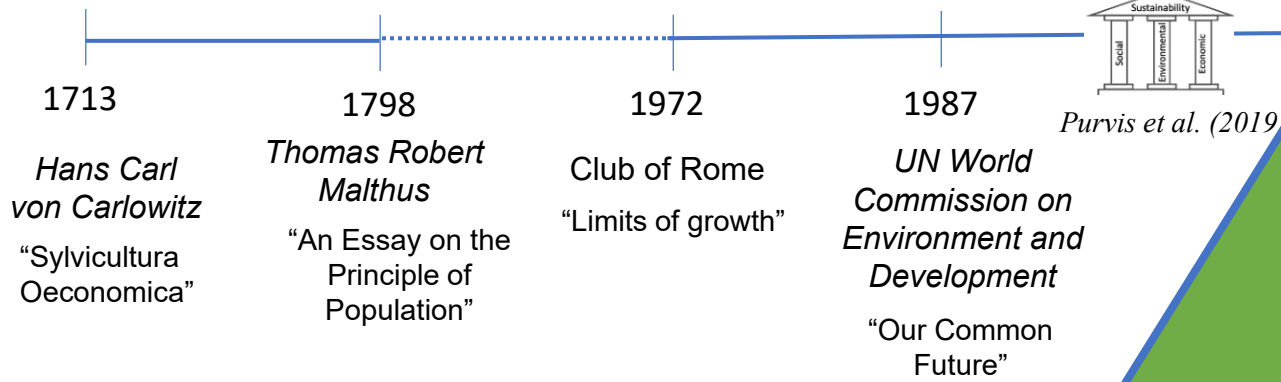 Sustainability
Social
Environmental
Economic
Purvis et al. (2019
1713
Hans Carl
von Carlowitz
“Sylvicultura
Oeconomica”
1798
Thomas Robert
Malthus
“An Essay on the
Principle of
Population”
1972
Club of Rome
“Limits of growth”
1987
UN World
Commission on
Environment and
Development
“Our Common
Future”